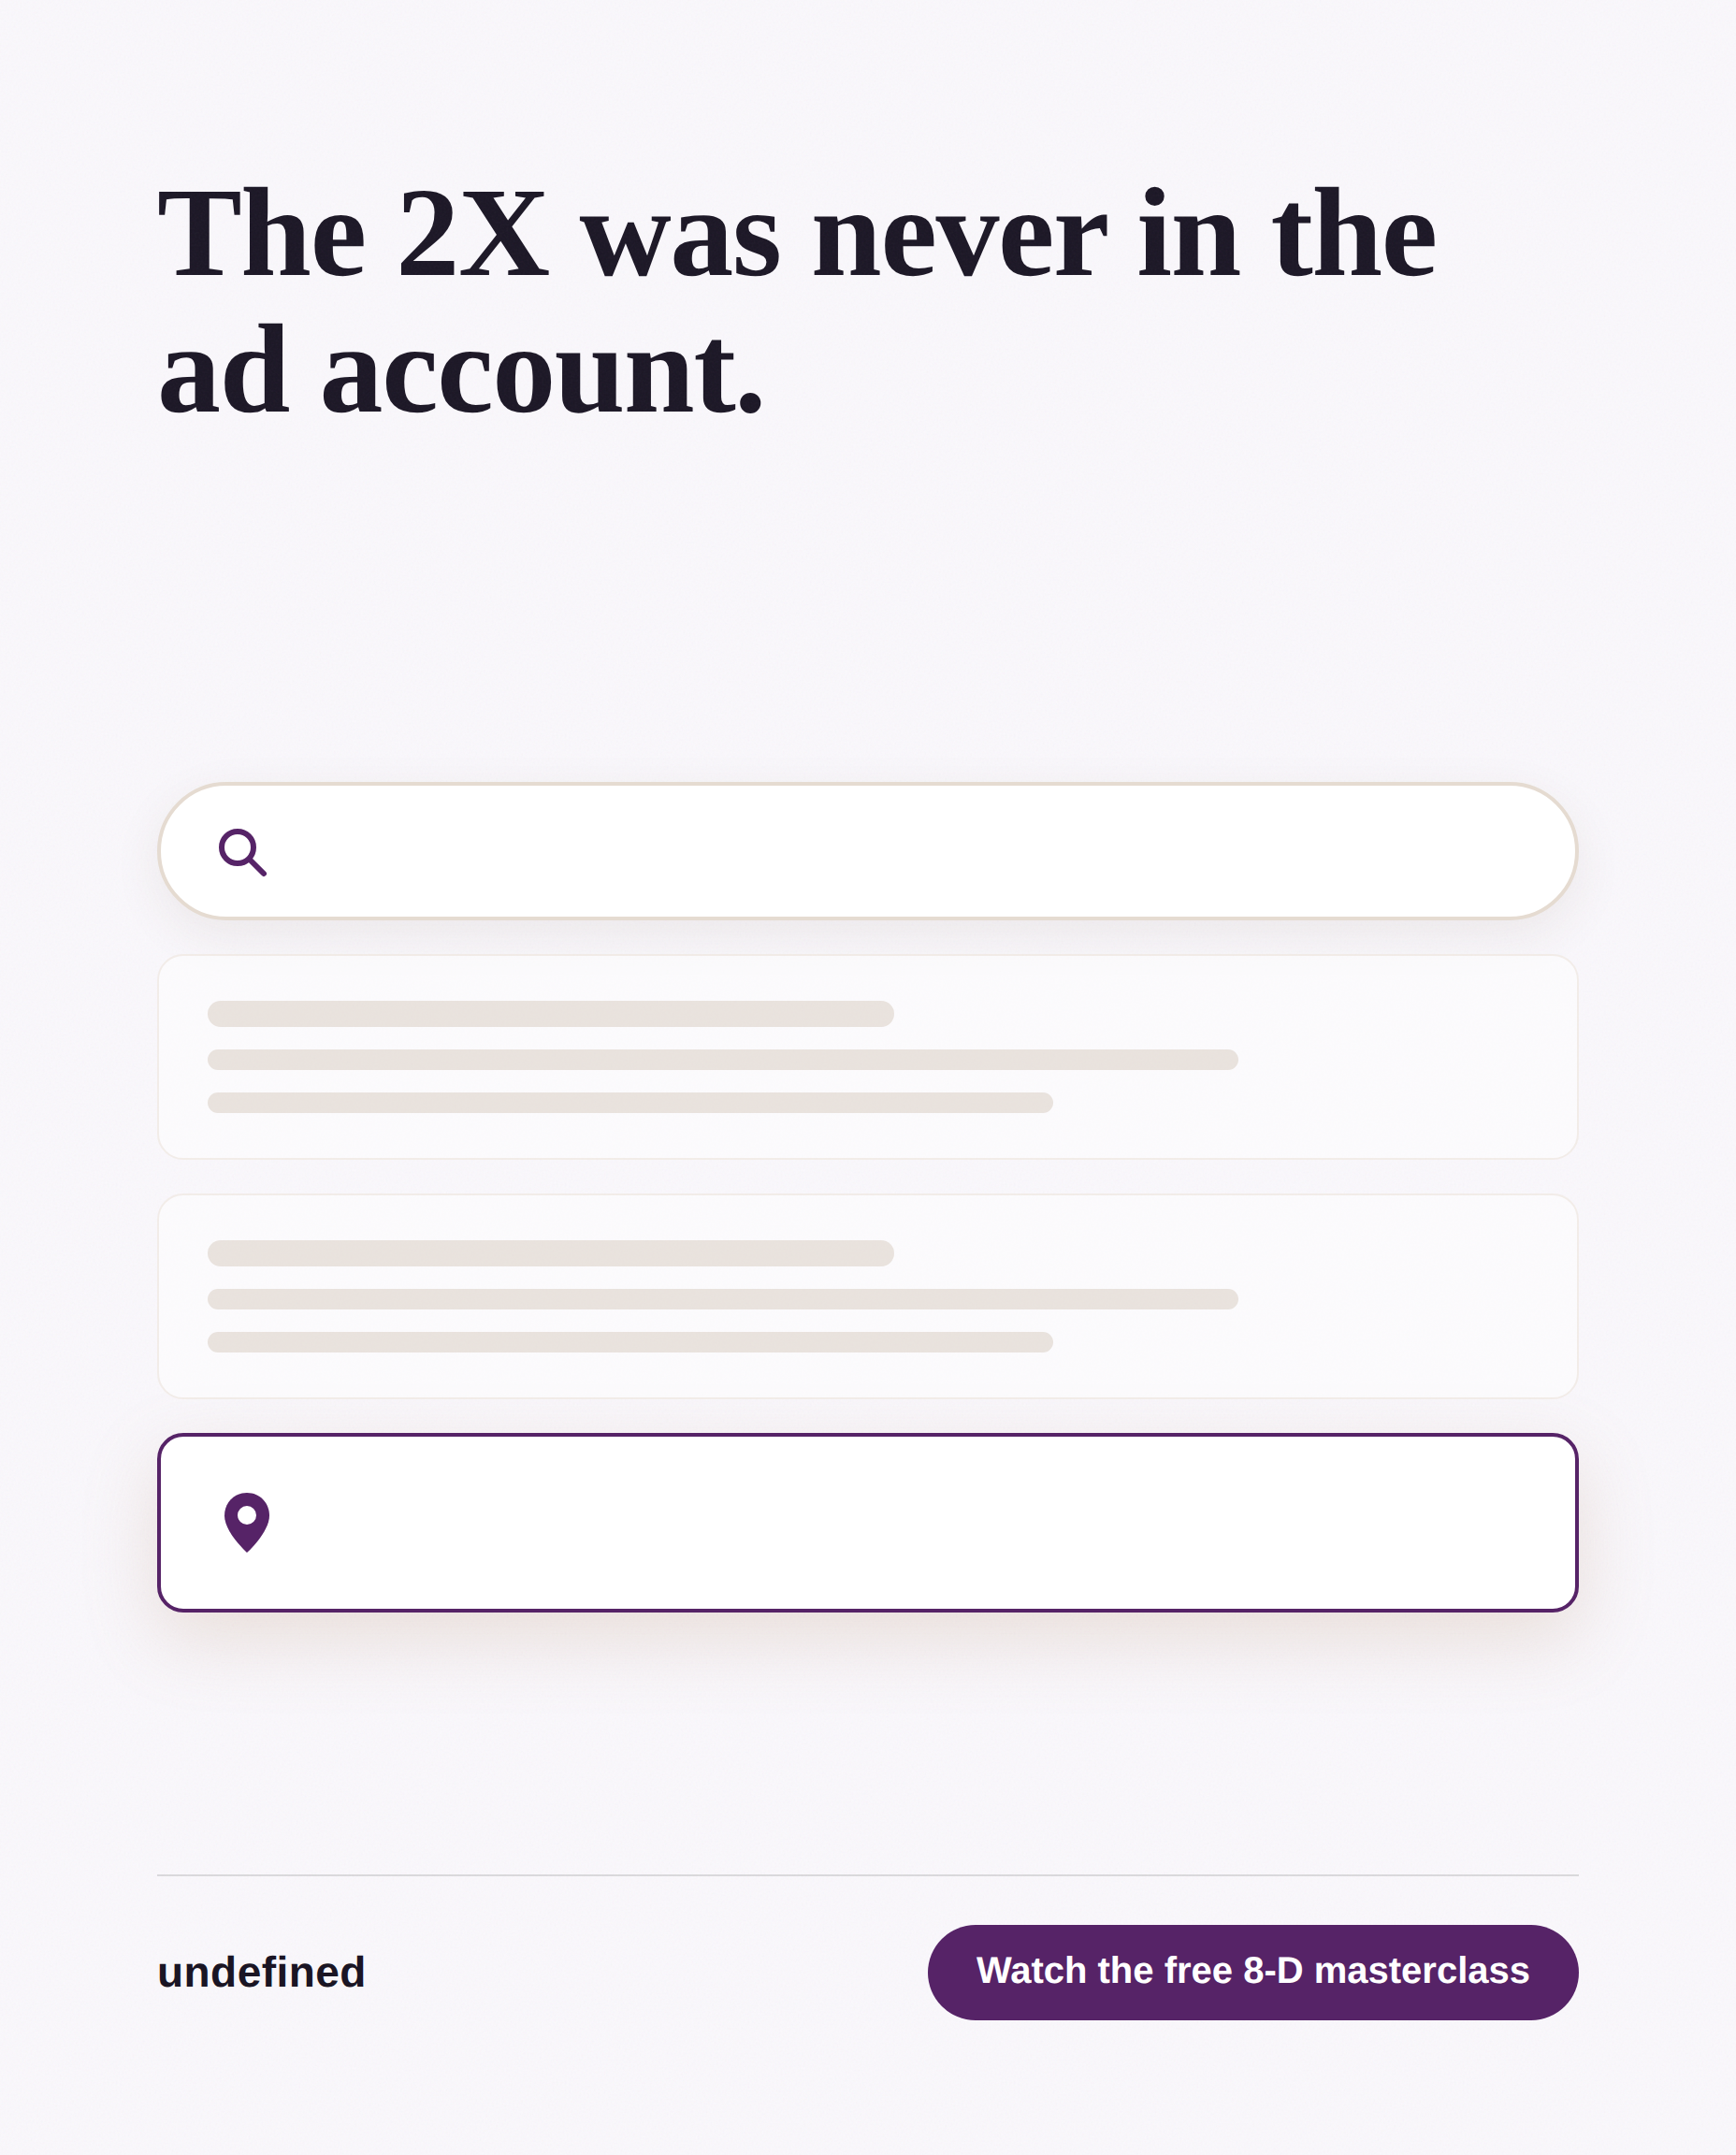 The 2X was never in the
ad account.
undefined
Watch the free 8-D masterclass